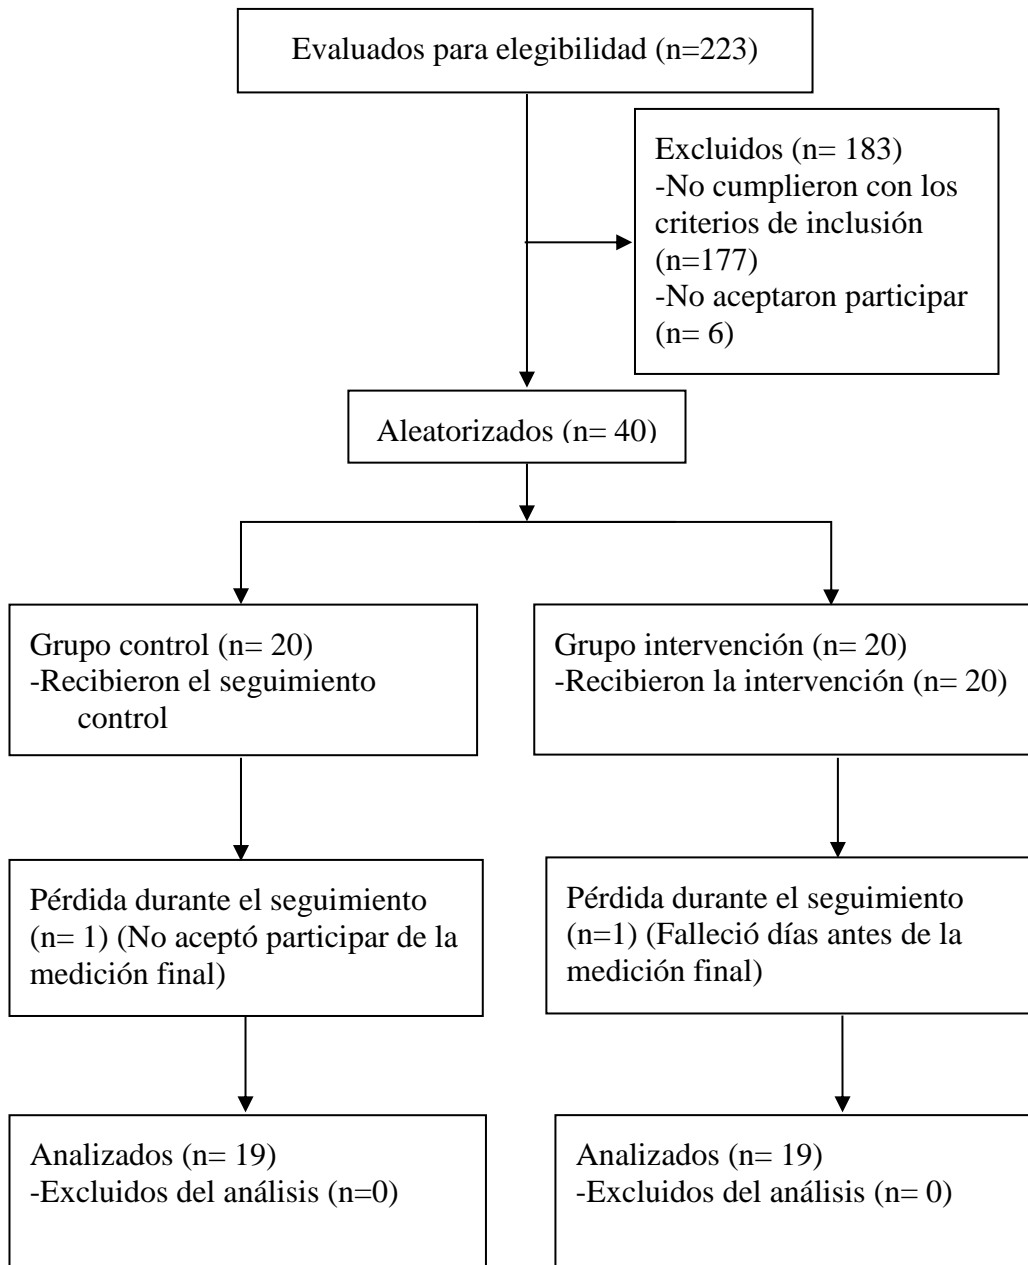 Evaluados para elegibilidad (n=223)
Excluidos (n= 183)
-No cumplieron con los
criterios de inclusión
(n=177)
-No aceptaron participar
(n= 6)
Aleatorizados (n= 40)
Grupo control (n= 20)
-Recibieron el seguimiento
control
Grupo intervención (n= 20)
-Recibieron la intervención (n= 20)
Pérdida durante el seguimiento
(n= 1) (No aceptó participar de la
medición final)
Pérdida durante el seguimiento
(n=1) (Falleció días antes de la
medición final)
Analizados (n= 19)
-Excluidos del análisis (n=0)
Analizados (n= 19)
-Excluidos del análisis (n= 0)